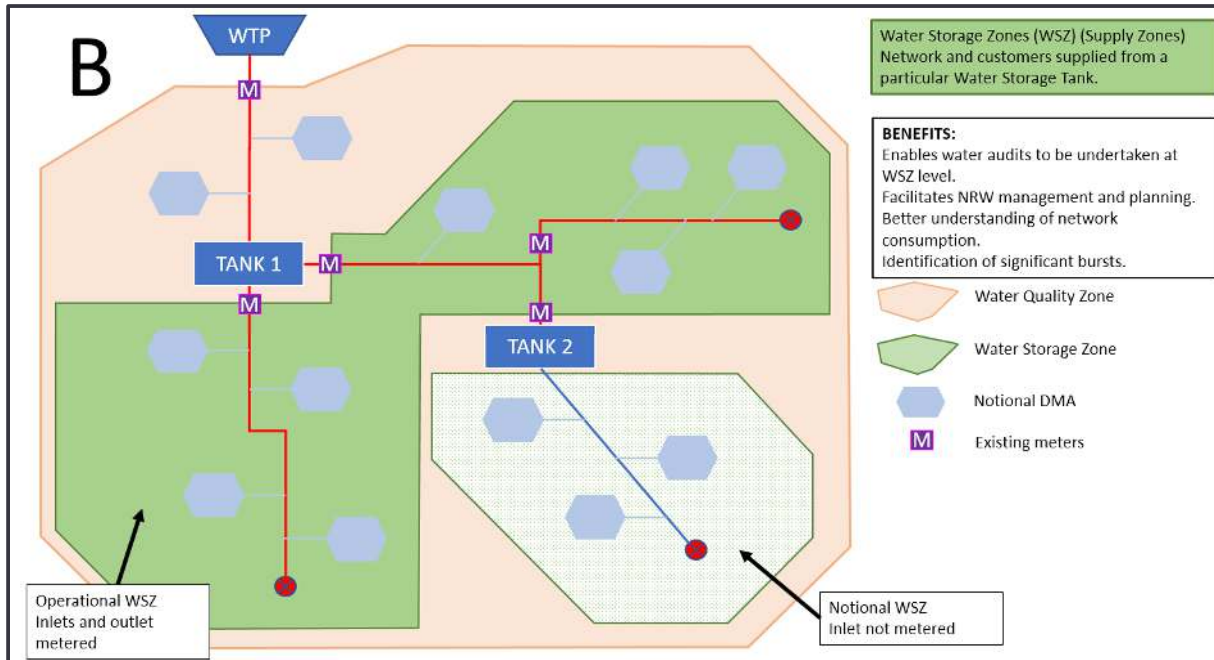 B
WTP
M
TANK 1
M
M
M
M
TANK 2
Operational WSZ
Inlets and outlet
metered
Notional WSZ
Inlet not metered
Water Storage Zones (WSZ) (Supply Zones)
Network and customers supplied from a
particular Water Storage Tank.
BENEFITS:
Enables water audits to be undertaken at
WSZ level.
Facilitates NRW management and planning.
Better understanding of network
consumption.
Identification of significant bursts.
Water Quality Zone
Water Storage Zone
Notional DMA
M
Existing meters